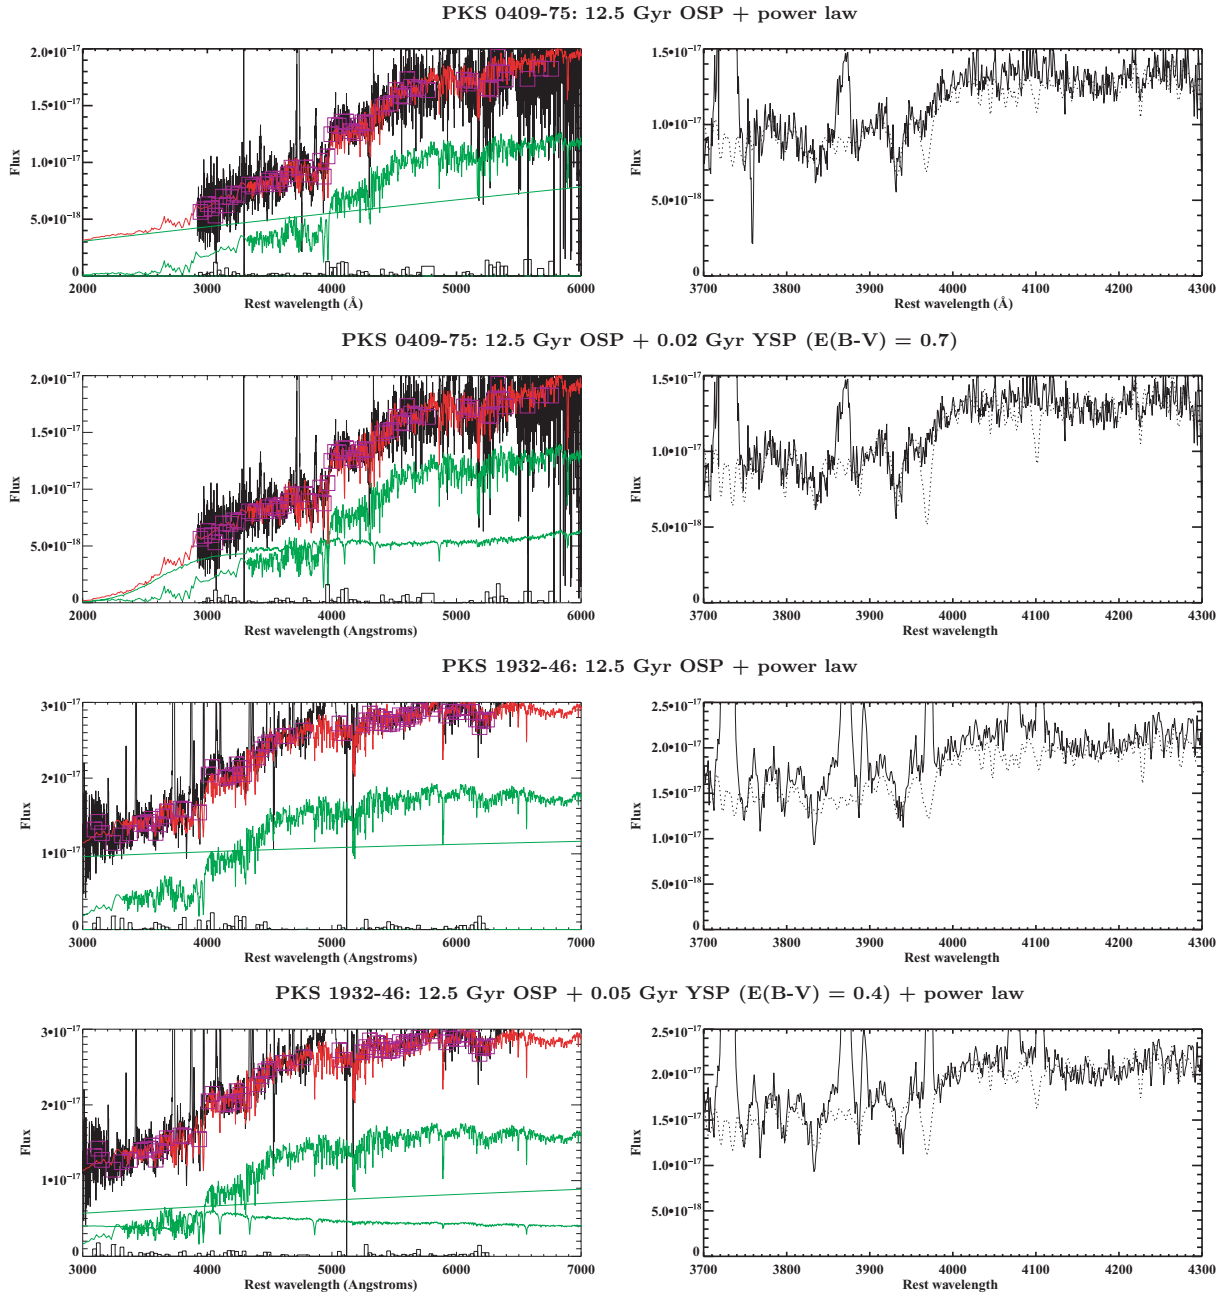 PKS 0409-75: 12.5 Gyr OSP + power law
2.0•10⁻¹⁷
1.5•10⁻¹⁷
1.0•10⁻¹⁷
5.0•10⁻¹⁸
0
Flux
2000 3000 4000 5000 6000
Rest wavelength (Å)
1.5•10⁻¹⁷
1.0•10⁻¹⁷
5.0•10⁻¹⁸
0
Flux
3700 3800 3900 4000 4100 4200 4300
Rest wavelength (Å)
PKS 0409-75: 12.5 Gyr OSP + 0.02 Gyr YSP (E(B-V) = 0.7)
2.0•10⁻¹⁷
1.5•10⁻¹⁷
1.0•10⁻¹⁷
5.0•10⁻¹⁸
0
Flux
2000 3000 4000 5000 6000
Rest wavelength (Angstroms)
1.5•10⁻¹⁷
1.0•10⁻¹⁷
5.0•10⁻¹⁸
0
Flux
3700 3800 3900 4000 4100 4200 4300
Rest wavelength
PKS 1932-46: 12.5 Gyr OSP + power law
3•10⁻¹⁷
2•10⁻¹⁷
1•10⁻¹⁷
0
Flux
3000 4000 5000 6000 7000
Rest wavelength (Angstroms)
2.5•10⁻¹⁷
2.0•10⁻¹⁷
1.5•10⁻¹⁷
1.0•10⁻¹⁷
5.0•10⁻¹⁸
0
Flux
3700 3800 3900 4000 4100 4200 4300
Rest wavelength
PKS 1932-46: 12.5 Gyr OSP + 0.05 Gyr YSP (E(B-V) = 0.4) + power law
3•10⁻¹⁷
2•10⁻¹⁷
1•10⁻¹⁷
0
Flux
3000 4000 5000 6000 7000
Rest wavelength (Angstroms)
2.5•10⁻¹⁷
2.0•10⁻¹⁷
1.5•10⁻¹⁷
1.0•10⁻¹⁷
5.0•10⁻¹⁸
0
Flux
3700 3800 3900 4000 4100 4200 4300
Rest wavelength